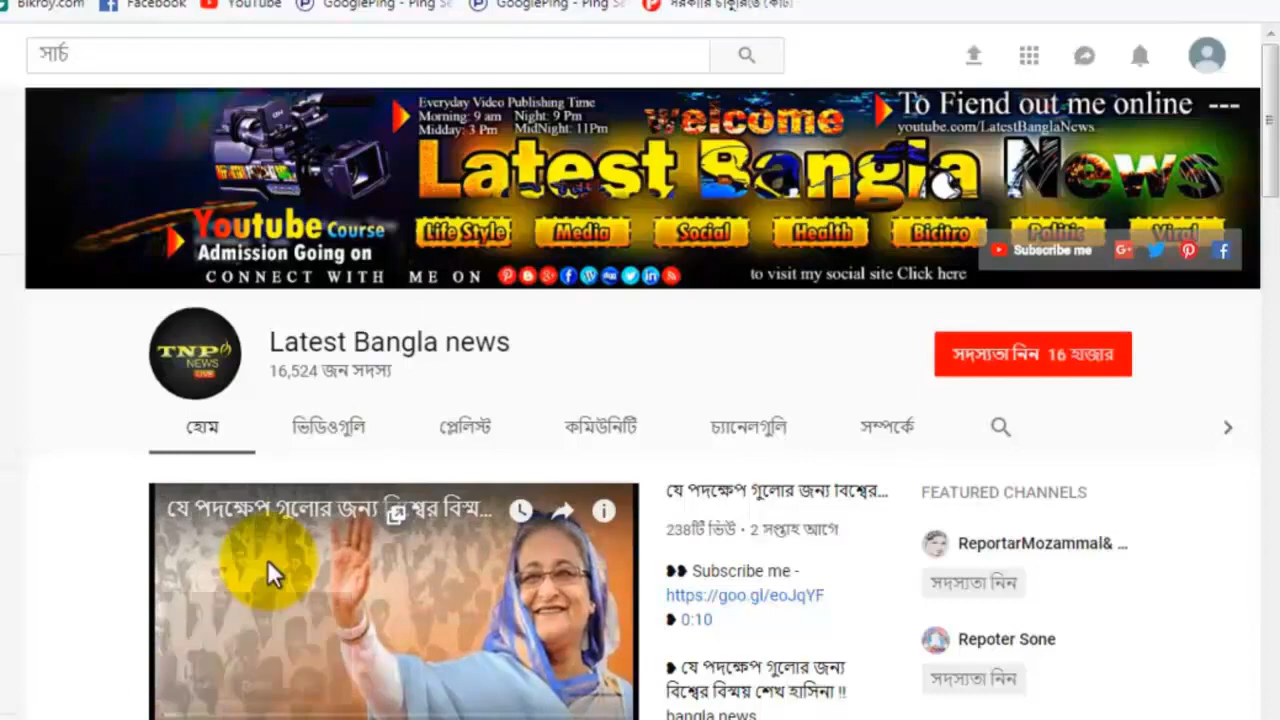 Bikroy.com Facebook YouTube GooglePing - Ping Se GooglePing - Ping Se
সার্চ
Everyday Video Publishing Time
Morning: 9 am Night: 9 Pm
Midday: 3 Pm MidNight: 11Pm
welcome
To Fiend out me online ---
youtube.com/LatestBanglaNews
Latest Bangla News
Youtube Course
Admission Going on
Life Style Media Social Health Bicitro Politic Viral
Subscribe me
CONNECT WITH ME ON
to visit my social site Click here
TNP
NEWS
LIVE
Latest Bangla news
16,524 জন সদস্য
সদস্যতা নিন 16 হাজার
হোম ভিডিওগুলি প্লেলিস্ট কমিউনিটি চ্যানেলগুলি সম্পর্কে
যে পদক্ষেপ গুলোর জন্য বিশ্বের বিস্ম...
যে পদক্ষেপ গুলোর জন্য বিশ্বের...
238টি ভিউ • 2 সপ্তাহ আগে
Subscribe me -
https://goo.gl/eoJqYF
0:10
যে পদক্ষেপ গুলোর জন্য
বিশ্বের বিস্ময় শেখ হাসিনা !!
bangla news
FEATURED CHANNELS
ReportarMozammal& ...
সদস্যতা নিন
Repoter Sone
সদস্যতা নিন